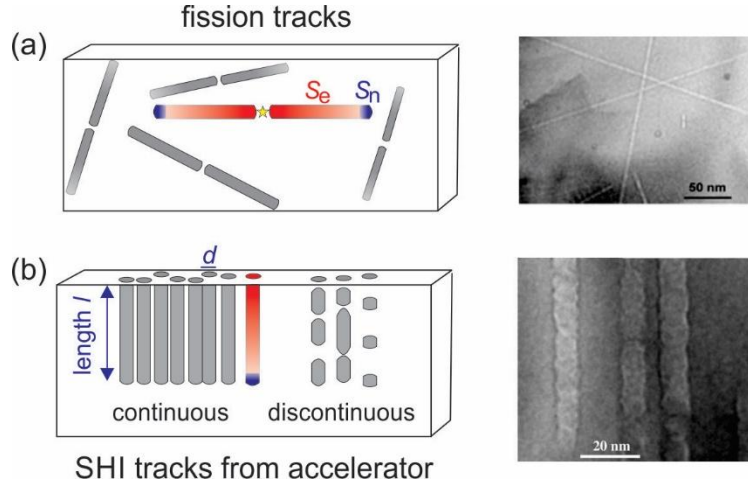 fission tracks
(a)
Se
Sn
50 nm
(b)
d
length l
continuous
discontinuous
20 nm
SHI tracks from accelerator